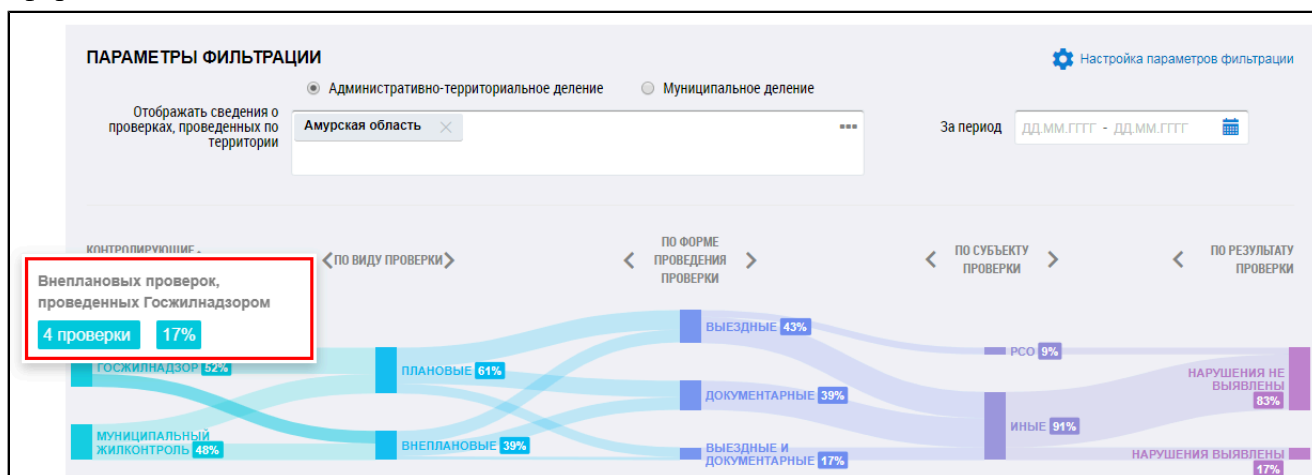 ПАРАМЕТРЫ ФИЛЬТРАЦИИ
Настройка параметров фильтрации
Административно-территориальное деление
Муниципальное деление
Отображать сведения о
проверках, проведенных по
территории
Амурская область
За период
ДД.ММ.ГГГГ - ДД.ММ.ГГГГ
КОНТРОЛИРУЮЩИЕ
ПО ВИДУ ПРОВЕРКИ
ПО ФОРМЕ
ПРОВЕДЕНИЯ
ПРОВЕРКИ
ПО СУБЪЕКТУ
ПРОВЕРКИ
ПО РЕЗУЛЬТАТУ
ПРОВЕРКИ
Внеплановых проверок,
проведенных Госжилнадзором
4 проверки 17%
ГОСЖИЛНАДЗОР 52%
МУНИЦИПАЛЬНЫЙ
ЖИЛКОНТРОЛЬ 48%
ПЛАНОВЫЕ 61%
ВНЕПЛАНОВЫЕ 39%
ВЫЕЗДНЫЕ 43%
ДОКУМЕНТАРНЫЕ 39%
ВЫЕЗДНЫЕ И
ДОКУМЕНТАРНЫЕ 17%
РСО 9%
ИНЫЕ 91%
НАРУШЕНИЯ НЕ
ВЫЯВЛЕНЫ
83%
НАРУШЕНИЯ ВЫЯВЛЕНЫ
17%